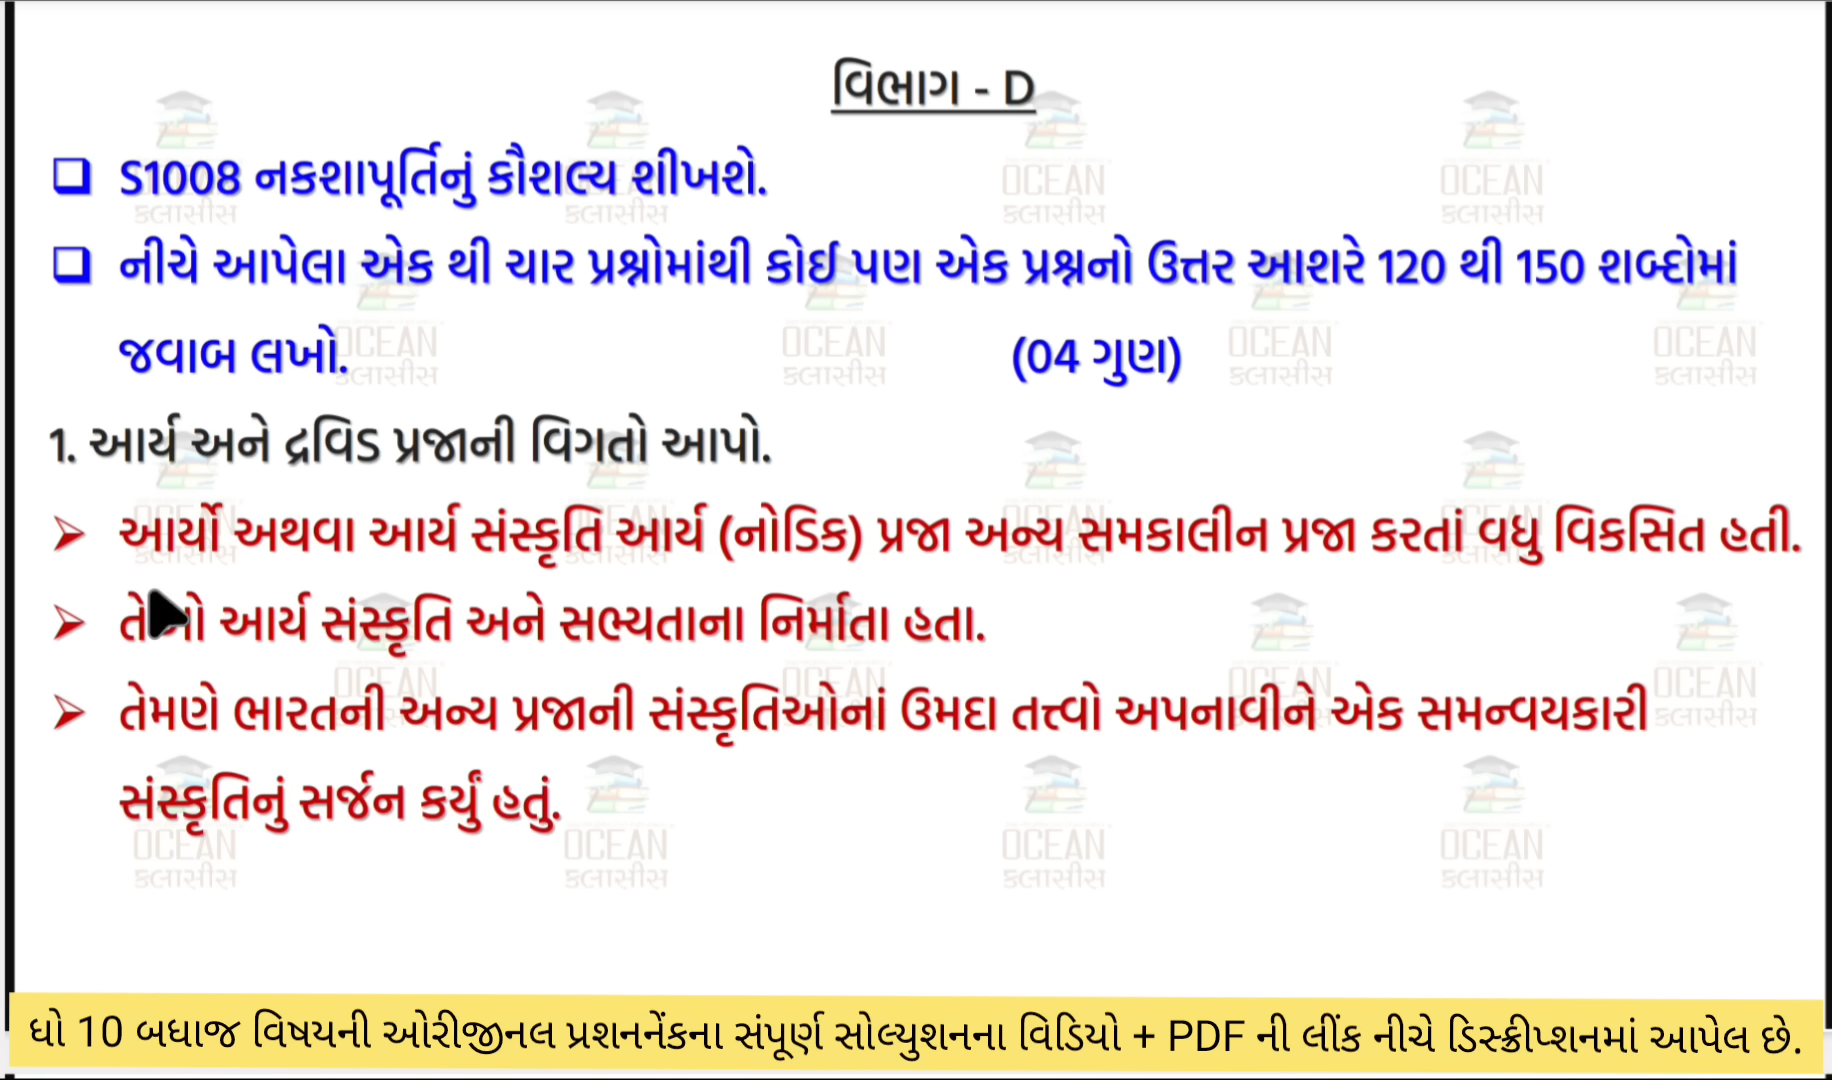 વિભાગ - D
❑ S1008 નકશાપૂર્તિનું કૌશલ્ય શીખશે.
❑ નીચે આપેલા એક થી ચાર પ્રશ્નોમાંથી કોઈ પણ એક પ્રશ્નનો ઉત્તર આશરે 120 થી 150 શબ્દોમાં
જવાબ લખો. (04 ગુણ)
1. આર્ય અને દ્રવિડ પ્રજાની વિગતો આપો.
➢ આર્યો અથવા આર્ય સંસ્કૃતિ આર્ય (નોર્ડિક) પ્રજા અન્ય સમકાલીન પ્રજા કરતાં વધુ વિકસિત હતી.
➢ આર્ય સંસ્કૃતિ અને સભ્યતાના નિર્માતા હતા.
➢ તેમણે ભારતની અન્ય પ્રજાની સંસ્કૃતિઓનાં ઉમદા તત્ત્વો અપનાવીને એક સમન્વયકારી
સંસ્કૃતિનું સર્જન કર્યું હતું.
OCEAN
ક્લાસીસ
ધો 10 બધાજ વિષયની ઓરીજીનલ પ્રશનનેંકના સંપૂર્ણ સોલ્યુશનના વિડિયો + PDF ની લીંક નીચે ડિસ્ક્રીપ્શનમાં આપેલ છે.